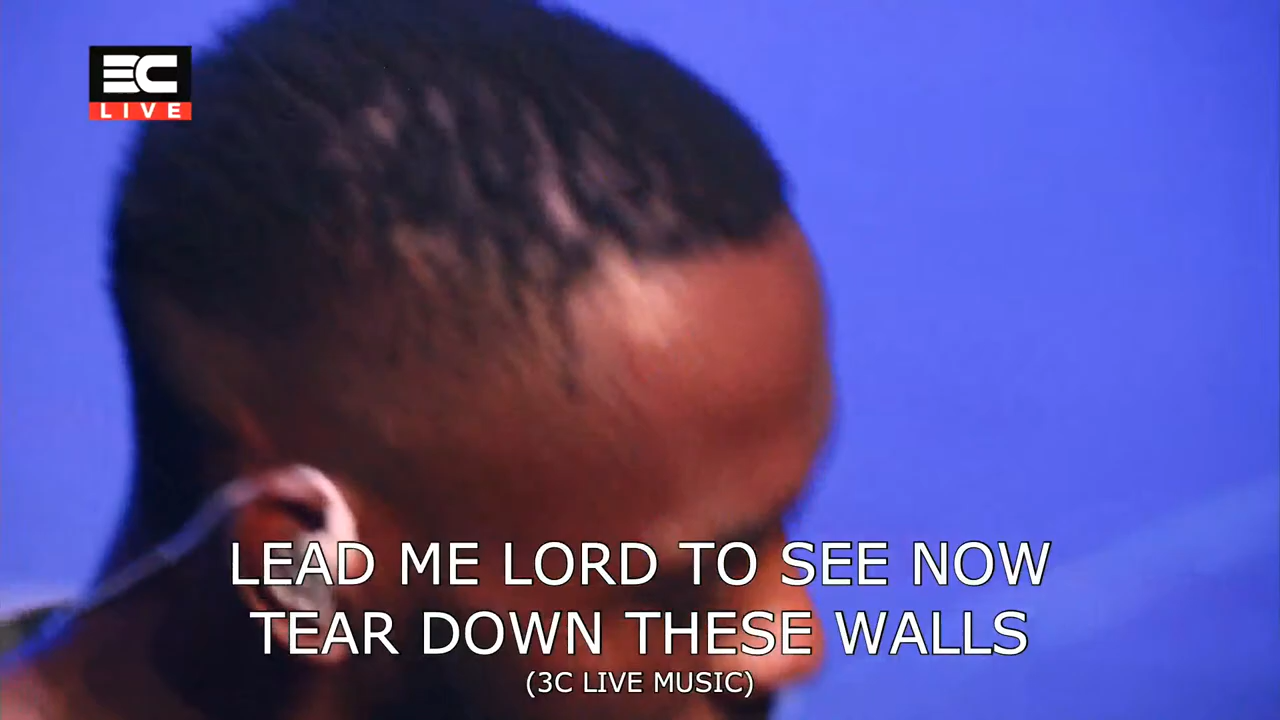 3C
LIVE
LEAD ME LORD TO SEE NOW
TEAR DOWN THESE WALLS
(3C LIVE MUSIC)